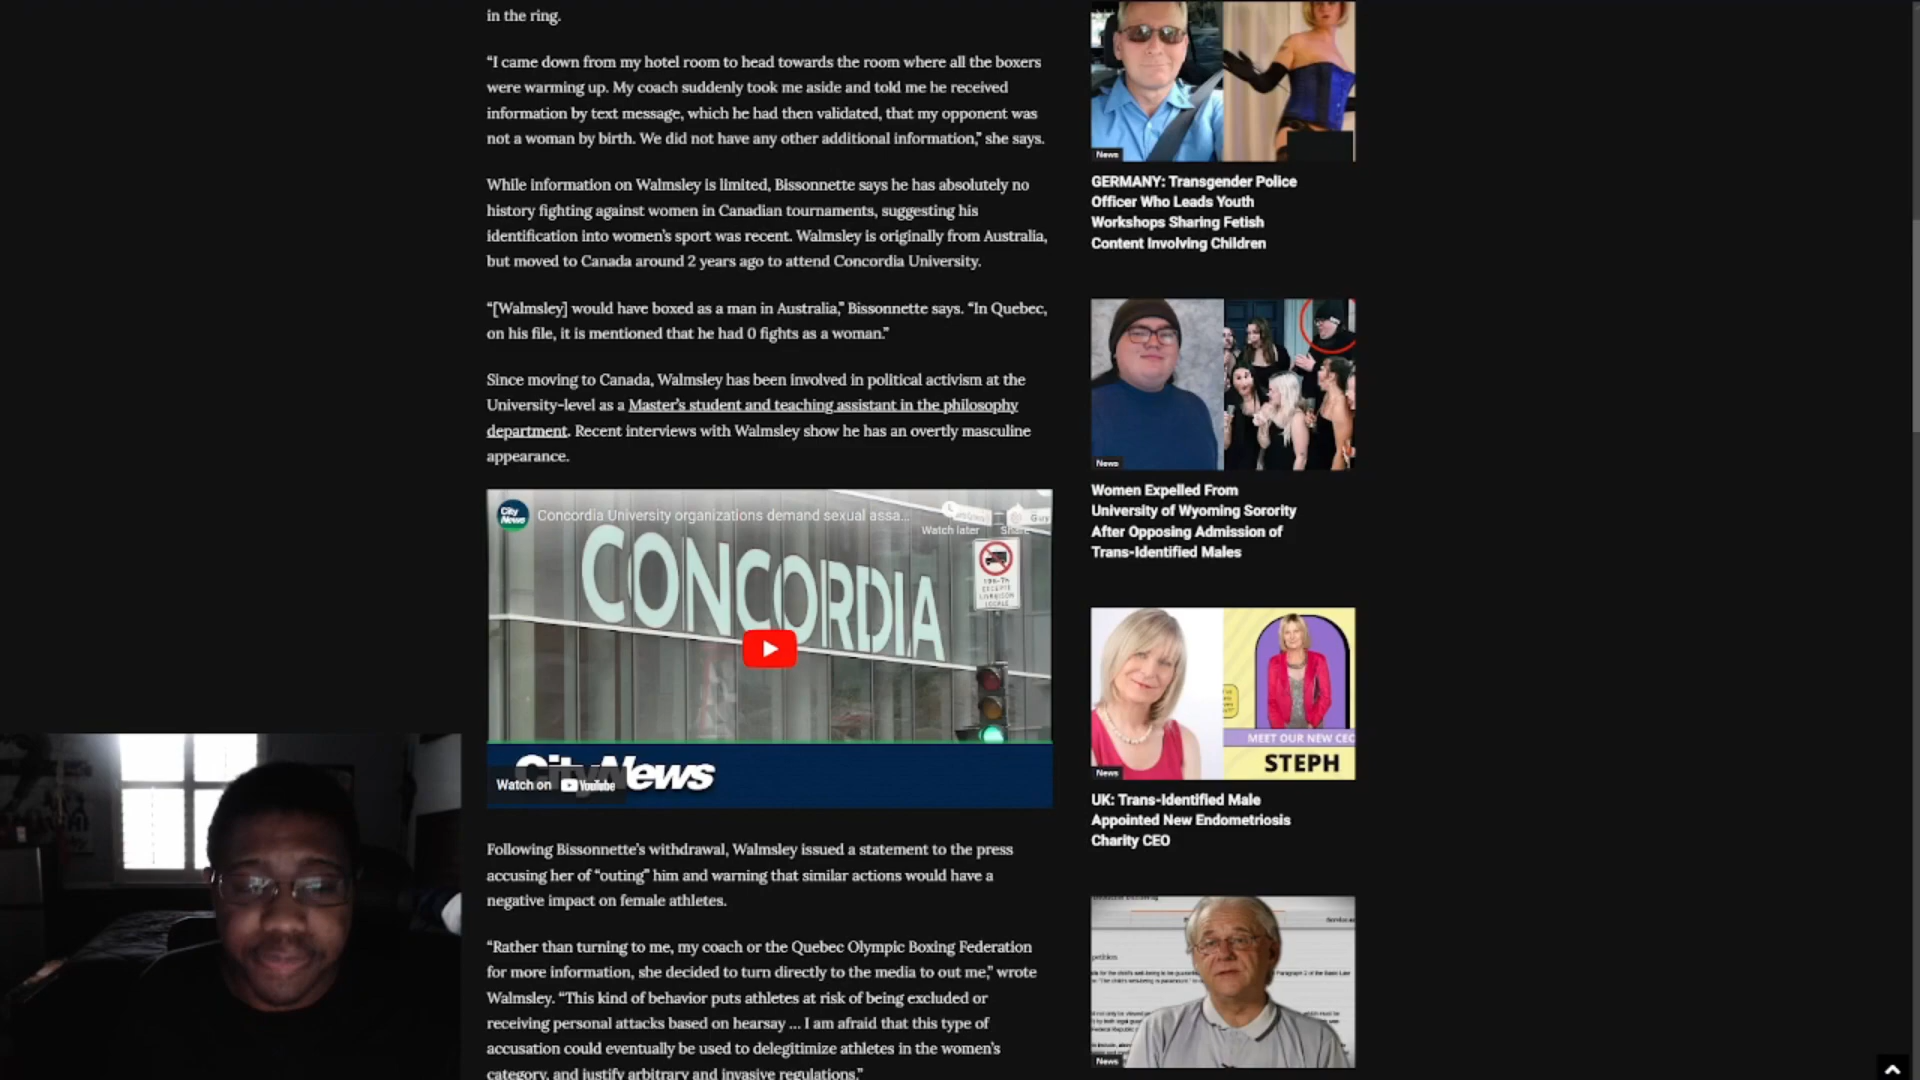 in the ring.
“I came down from my hotel room to head towards the room where all the boxers
were warming up. My coach suddenly took me aside and told me he received
information by text message, which he had then validated, that my opponent was
not a woman by birth. We did not have any other additional information,” she says.
While information on Walmsley is limited, Bissonnette says he has absolutely no
history fighting against women in Canadian tournaments, suggesting his
identification into women’s sport was recent. Walmsley is originally from Australia,
but moved to Canada around 2 years ago to attend Concordia University.
“[Walmsley] would have boxed as a man in Australia,” Bissonnette says. “In Quebec,
on his file, it is mentioned that he had 0 fights as a woman.”
Since moving to Canada, Walmsley has been involved in political activism at the
University-level as a Master’s student and teaching assistant in the philosophy
department. Recent interviews with Walmsley show he has an overtly masculine
appearance.
City
News
Concordia University organizations demand sexual assa...
Watch later
Share
Guy
CONCORDIA
EXCEPTÉ
LIVRAISON
LOCALE
CityNews
Watch on YouTube
Following Bissonnette’s withdrawal, Walmsley issued a statement to the press
accusing her of “outing” him and warning that similar actions would have a
negative impact on female athletes.
“Rather than turning to me, my coach or the Quebec Olympic Boxing Federation
for more information, she decided to turn directly to the media to out me,” wrote
Walmsley. “This kind of behavior puts athletes at risk of being excluded or
receiving personal attacks based on hearsay ... I am afraid that this type of
accusation could eventually be used to delegitimize athletes in the women’s
category, and justify arbitrary and invasive regulations.”
News
GERMANY: Transgender Police
Officer Who Leads Youth
Workshops Sharing Fetish
Content Involving Children
News
Women Expelled From
University of Wyoming Sorority
After Opposing Admission of
Trans-Identified Males
MEET OUR NEW CEO
STEPH
News
UK: Trans-Identified Male
Appointed New Endometriosis
Charity CEO
petition
News